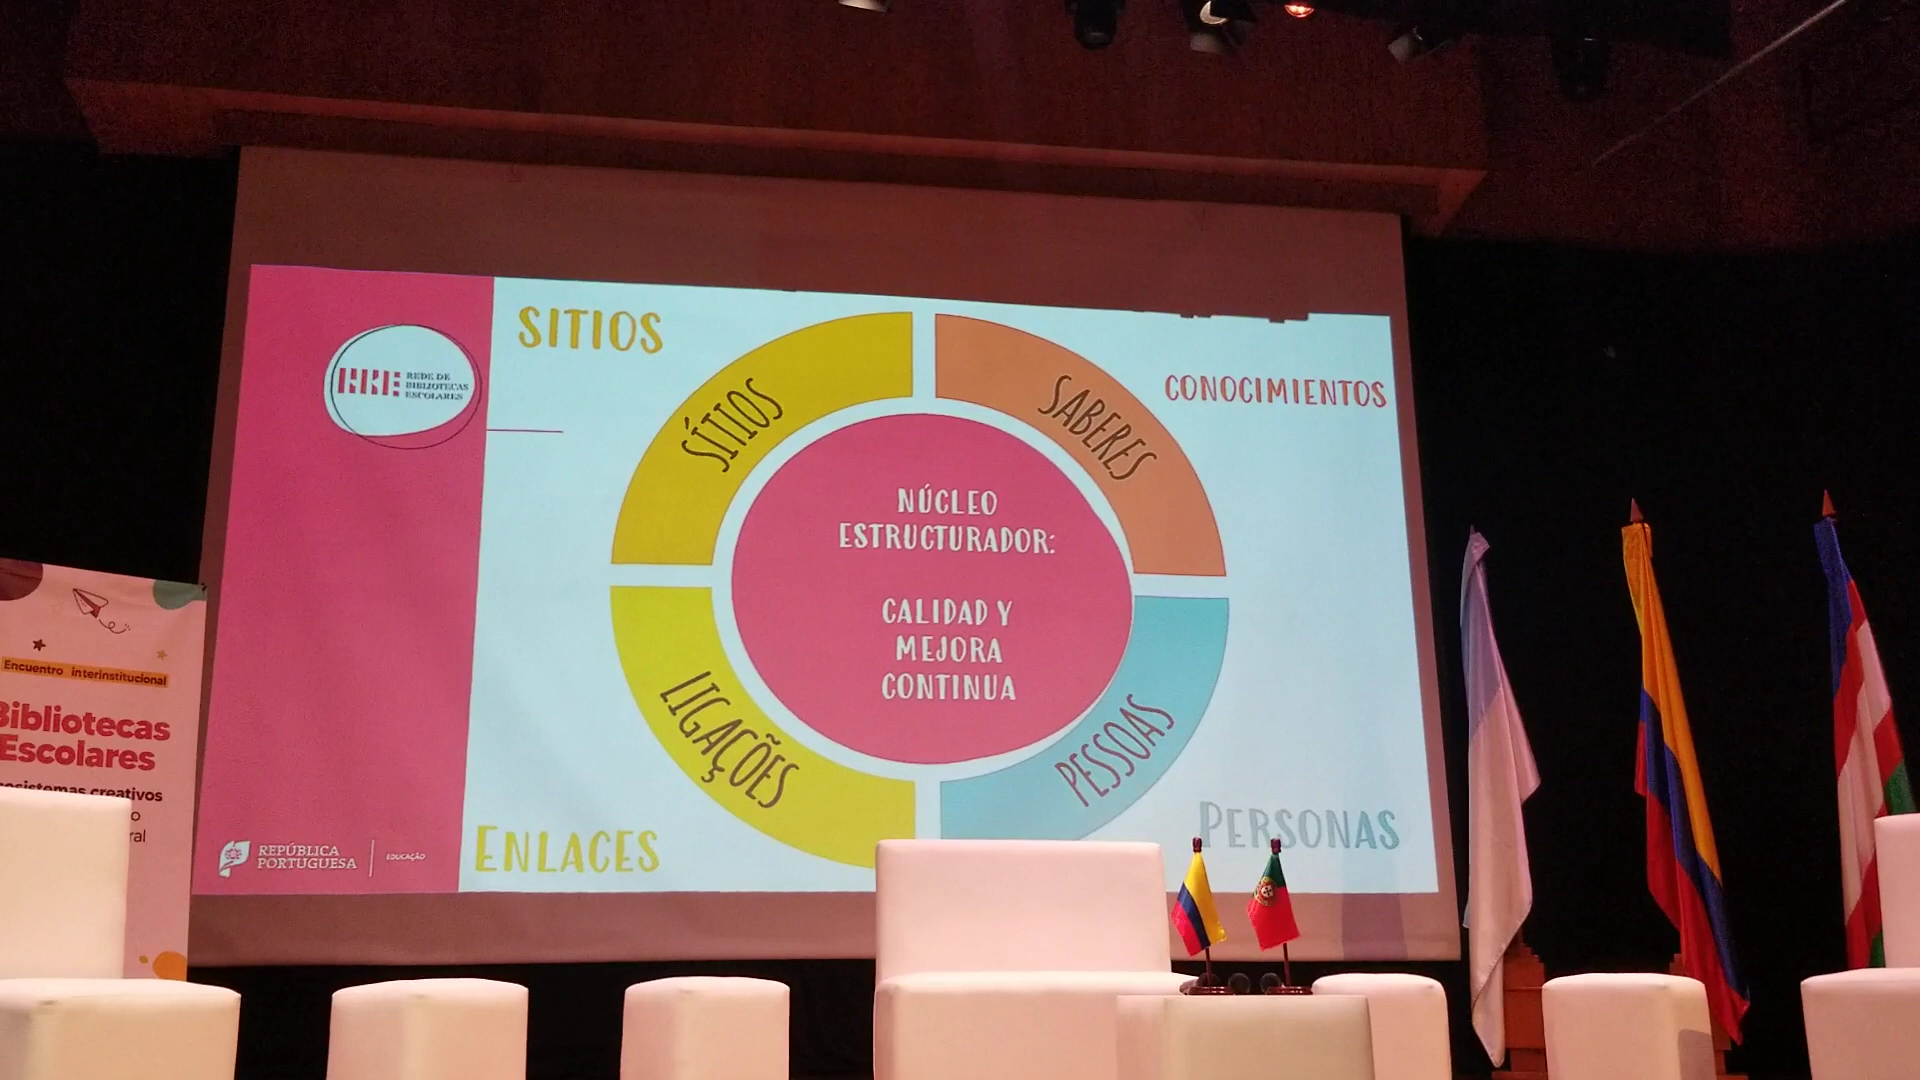 SITIOS
SÍTIOS
SABERES
CONOCIMIENTOS
REDE DE
BIBLIOTECAS
ESCOLARES
NÚCLEO
ESTRUCTURADOR:
CALIDAD Y
MEJORA
CONTINUA
LIGAÇÕES
PESSOAS
ENLACES
PERSONAS
REPÚBLICA
PORTUGUESA
EDUCAÇÃO
Encuentro interinstitucional
Bibliotecas
Escolares
creativos